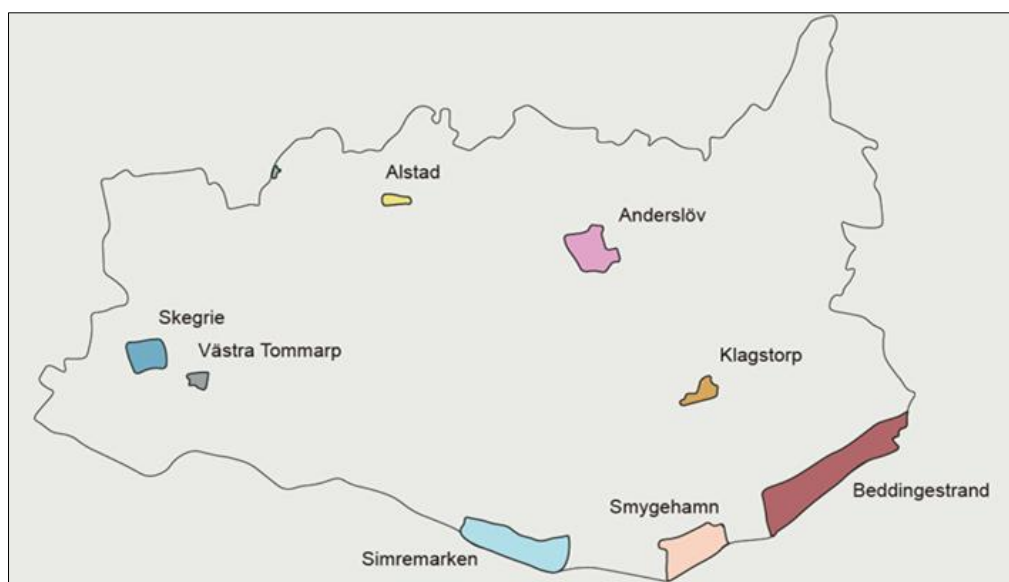 Alstad
Anderslöv
Skegrie
Västra Tommarp
Klagstorp
Beddingestrand
Smygehamn
Simremarken